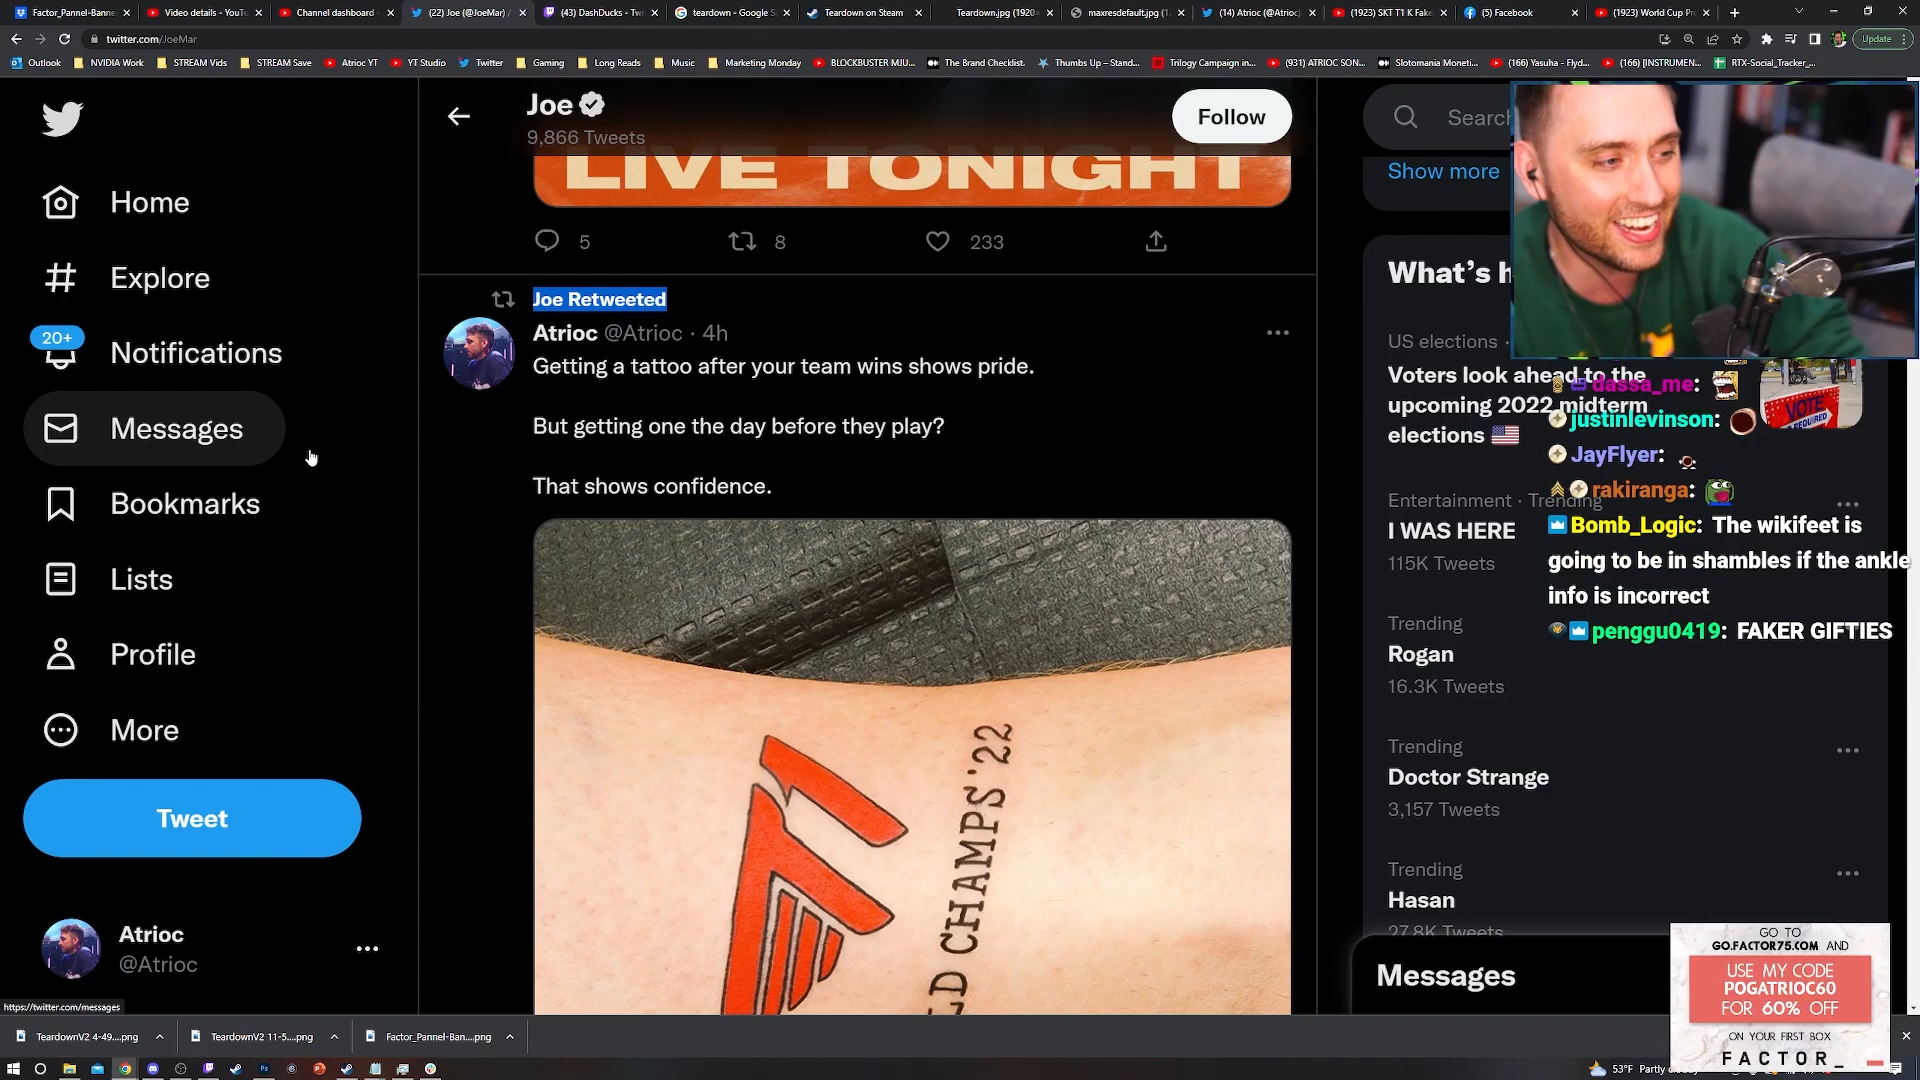 Factor_Pannel-Banne
Video details - YouTu
Channel dashboard
(22) Joe (@JoeMar) /
(43) DashDucks - Tw
teardown - Google S
Teardown on Steam
Teardown.jpg (1920×
maxresdefault.jpg (1
(14) Atrioc (@Atrioc)
(1923) SKT T1 K Fake
(5) Facebook
(1923) World Cup Pr
twitter.com/JoeMar
Update
Outlook
NVIDIA Work
STREAM Vids
STREAM Save
Atrioc YT
YT Studio
Twitter
Gaming
Long Reads
Music
Marketing Monday
BLOCKBUSTER MUU...
The Brand Checklist.
Thumbs Up – Stand...
Trilogy Campaign in...
(931) ATRIOC SON...
Slotomania Moneti...
(166) Yasuha - Flyd...
(166) [INSTRUMEN...
RTX-Social_Tracker_...
Home
Explore
20+
Notifications
Messages
Bookmarks
Lists
Profile
More
Tweet
Atrioc
@Atrioc
Joe
9,866 Tweets
Follow
LIVE TONIGHT
5
8
233
Joe Retweeted
Atrioc @Atrioc · 4h
Getting a tattoo after your team wins shows pride.
But getting one the day before they play?
That shows confidence.
LD CHAMPS '22
Search
Show more
What's h
US elections ·
Voters look ahead to the
upcoming 2022 midterm
elections
VOTE
REQUIRED
Entertainment · Trending
I WAS HERE
115K Tweets
Trending
Rogan
16.3K Tweets
Trending
Doctor Strange
3,157 Tweets
Trending
Hasan
27.8K Tweets
Messages
dassa_me:
justinlevinson:
JayFlyer:
rakiranga:
Bomb_Logic: The wikifeet is
going to be in shambles if the ankle
info is incorrect
penggu0419: FAKER GIFTIES
GO TO
GO.FACTOR75.COM AND
USE MY CODE
POGATRIOC60
FOR 60% OFF
ON YOUR FIRST BOX
FACTOR_
https://twitter.com/messages
TeardownV2 4-49....png
TeardownV2 11-5....png
Factor_Pannel-Ban....png
53°F Partly